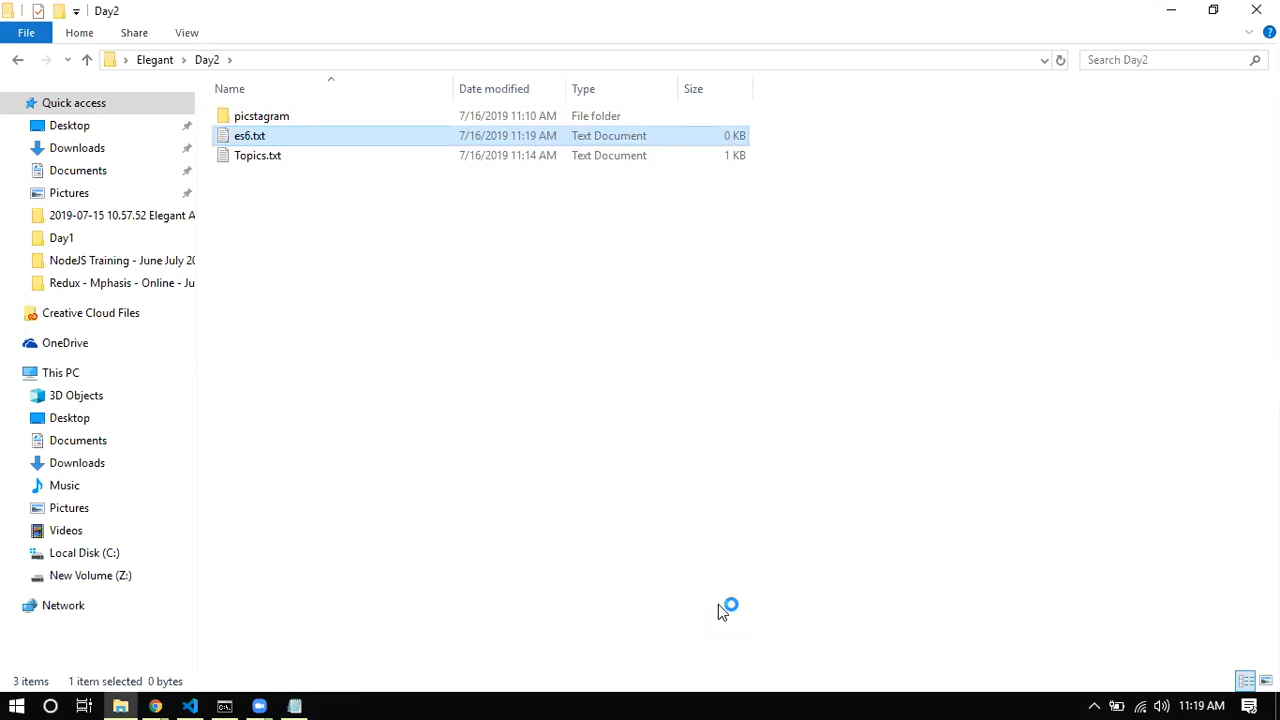 Day2
File Home Share View
Elegant Day2 Search Day2
Name Date modified Type Size
Quick access
Desktop
Downloads
Documents
Pictures
2019-07-15 10.57.52 Elegant A
Day1
NodeJS Training - June July 20
Redux - Mphasis - Online - Ju
Creative Cloud Files
OneDrive
This PC
3D Objects
Desktop
Documents
Downloads
Music
Pictures
Videos
Local Disk (C:)
New Volume (Z:)
Network
picstagram 7/16/2019 11:10 AM File folder
es6.txt 7/16/2019 11:19 AM Text Document 0 KB
Topics.txt 7/16/2019 11:14 AM Text Document 1 KB
3 items 1 item selected 0 bytes
11:19 AM